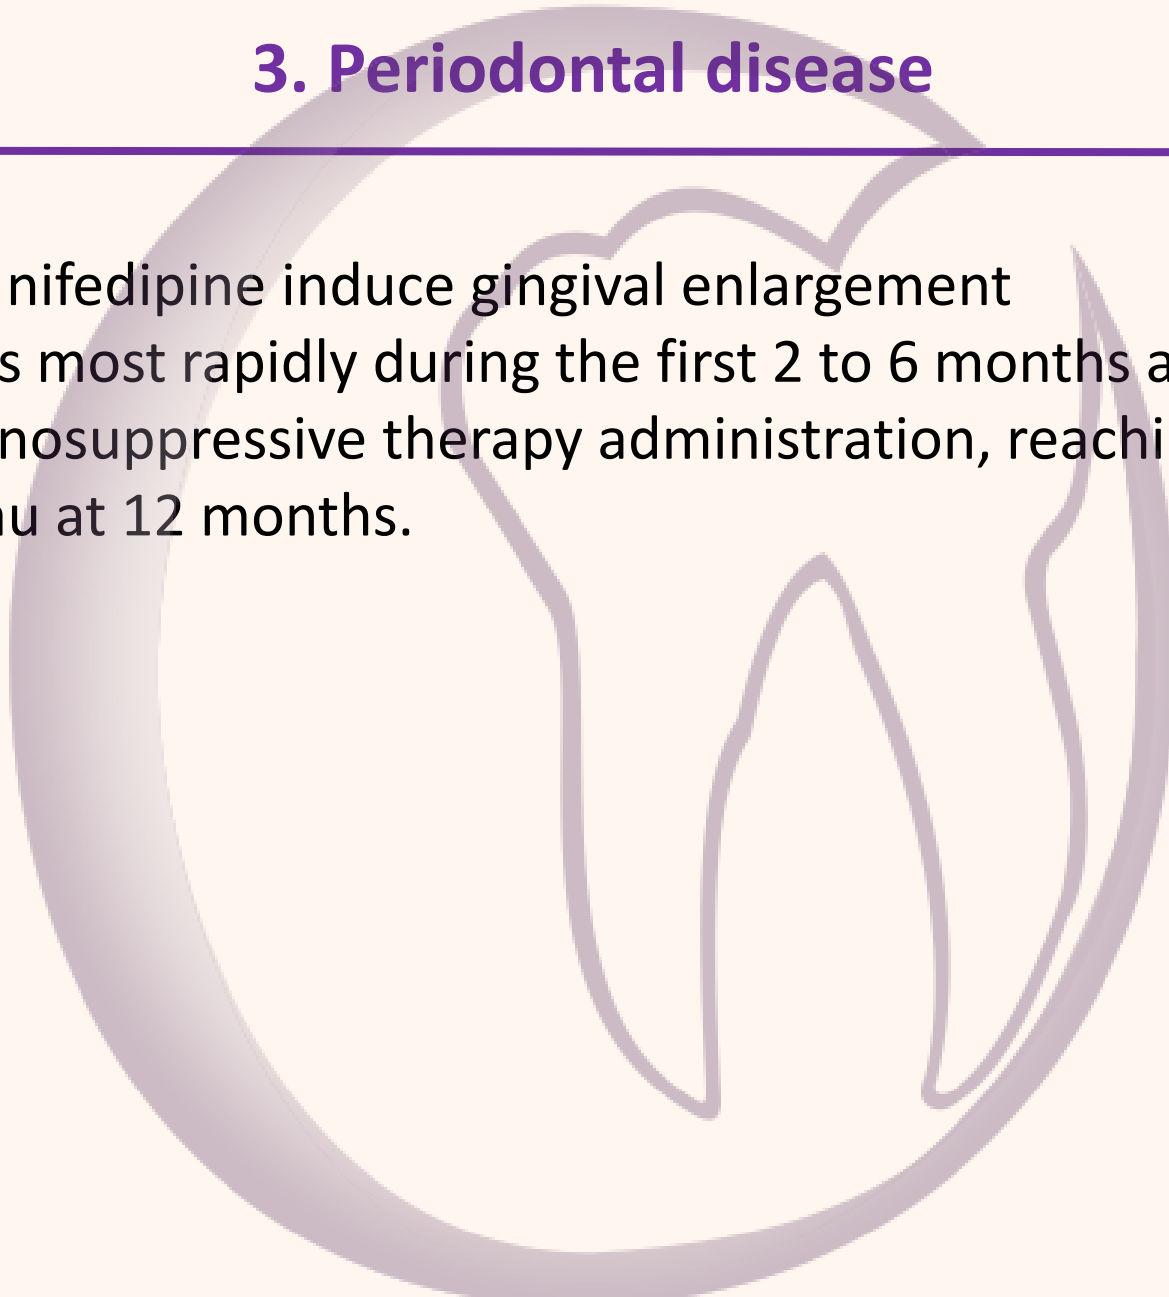 3. Periodontal disease
nifedipine induce gingival enlargement
s most rapidly during the first 2 to 6 months a
nosuppressive therapy administration, reachi
u at 12 months.